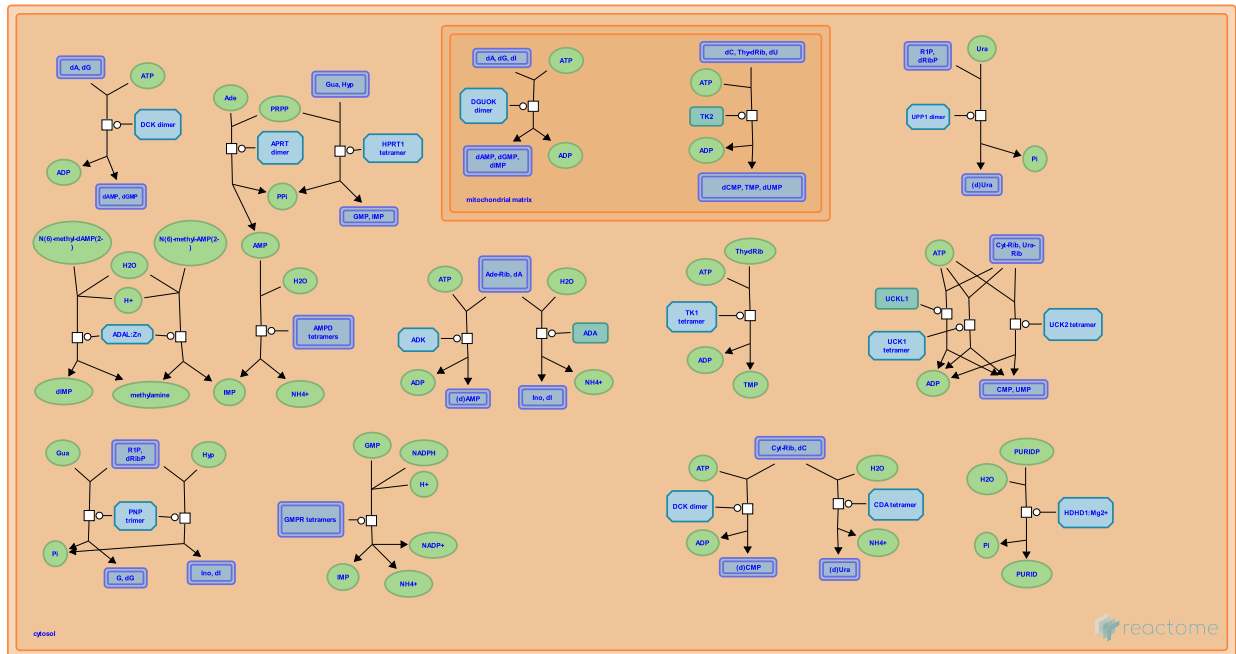 dA, dG
ATP
DCK dimer
ADP
dAMP, dGMP
Ade
PRPP
Gua, Hyp
APRT
dimer
HPRT1
tetramer
PPi
GMP, IMP
dA, dG, dI
ATP
DGUOK
dimer
dAMP, dGMP,
dIMP
ADP
mitochondrial matrix
dC, ThydRib, dU
ATP
TK2
ADP
dCMP, TMP, dUMP
R1P,
dRibP
Ura
UPP1 dimer
Pi
(d)Ura
N(6)-methyl-dAMP(2-
)
N(6)-methyl-AMP(2-
)
H2O
H+
ADAL:Zn
dIMP
methylamine
AMP
H2O
AMPD
tetramers
IMP
NH4+
ATP
Ade-Rib, dA
H2O
ADK
ADA
ADP
(d)AMP
Ino, dI
NH4+
ThydRib
ATP
TK1
tetramer
ADP
TMP
ATP
Cyt-Rib, Ura-
Rib
UCKL1
UCK1
tetramer
UCK2 tetramer
ADP
CMP, UMP
Gua
R1P,
dRibP
Hyp
PNP
trimer
Pi
G, dG
Ino, dI
GMP
NADPH
H+
GMPR tetramers
NADP+
IMP
NH4+
Cyt-Rib, dC
ATP
H2O
DCK dimer
CDA tetramer
ADP
NH4+
(d)CMP
(d)Ura
PURIDP
H2O
HDHD1:Mg2+
Pi
PURID
cytosol
reactome